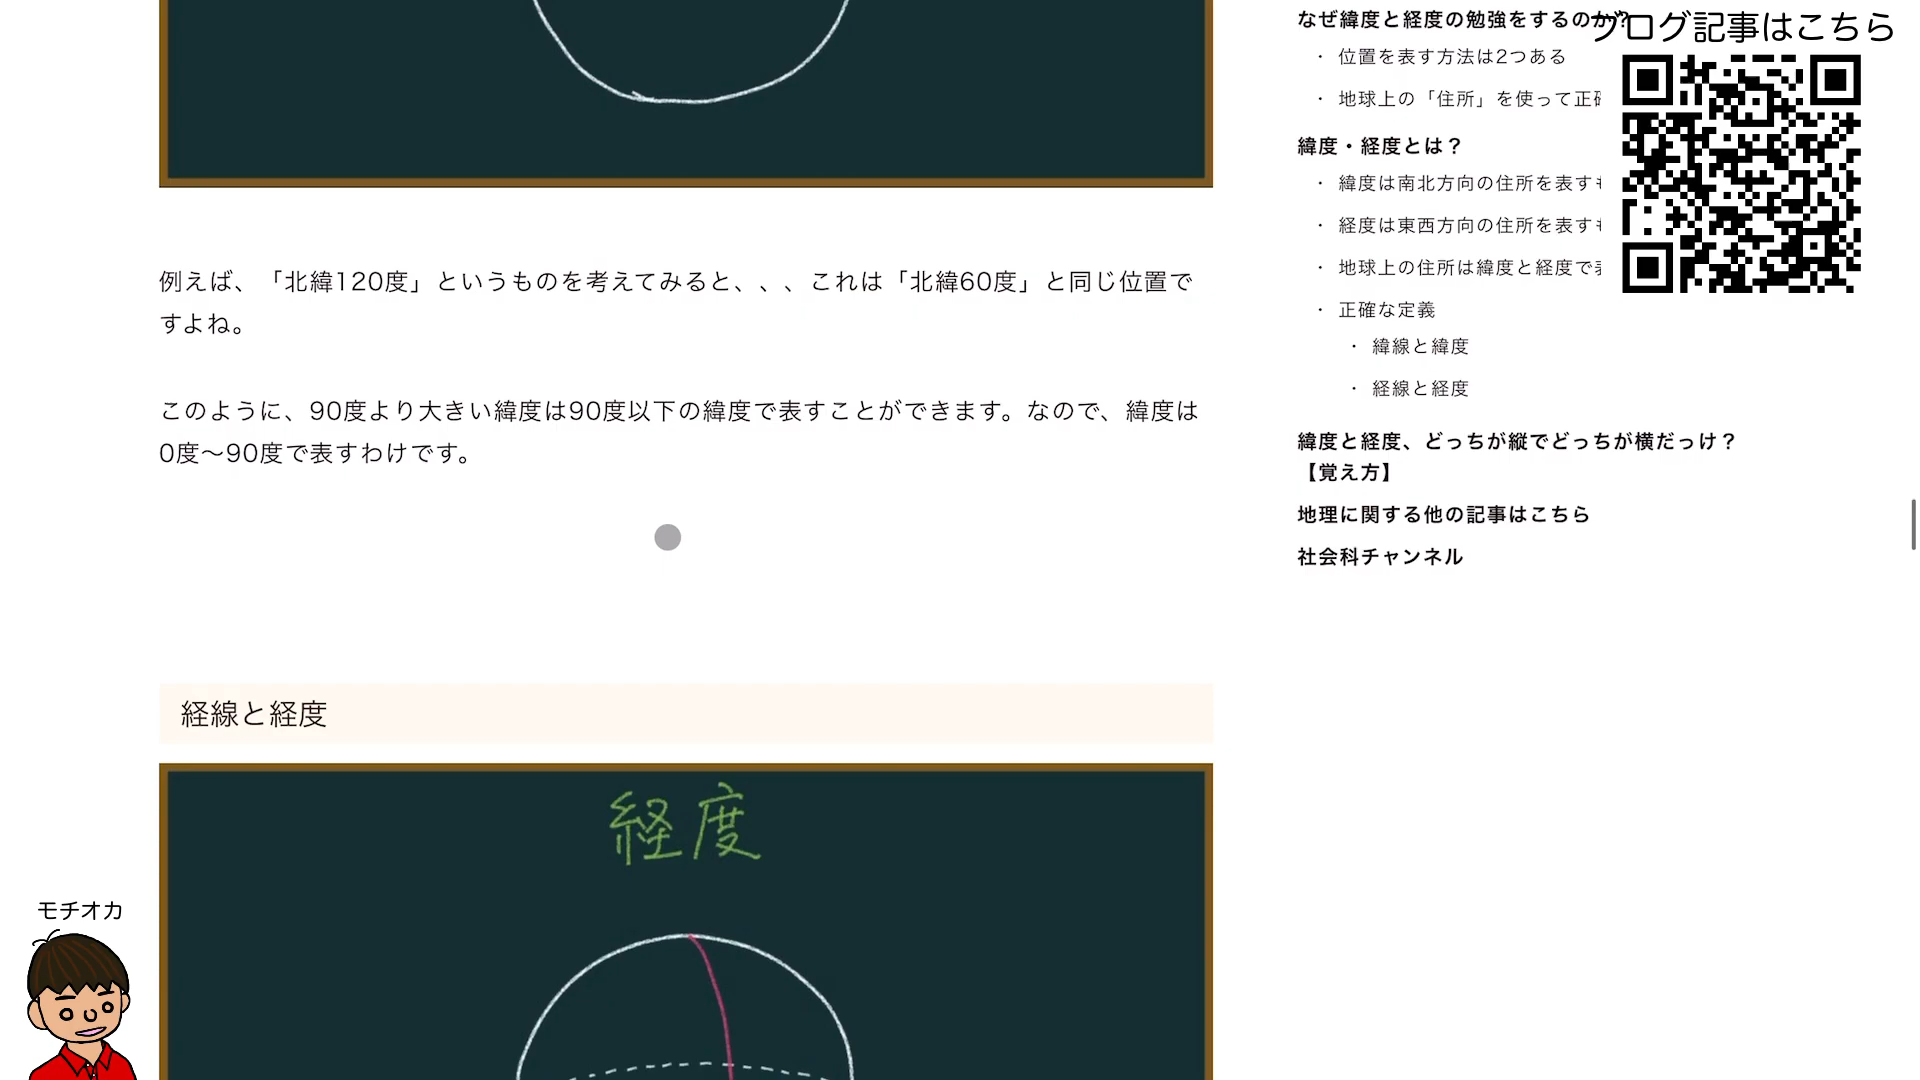 例えば、「北緯120度」というものを考えてみると、、、これは「北緯60度」と同じ位置で
すよね。
このように、90度より大きい緯度は90度以下の緯度で表すことができます。なので、緯度は
0度〜90度で表すわけです。
経線と経度
経度
モチオカ
ブログ記事はこちら
なぜ緯度と経度の勉強をするのか？
・ 位置を表す方法は2つある
・ 地球上の「住所」を使って正
緯度・経度とは？
・ 緯度は南北方向の住所を表す
・ 経度は東西方向の住所を表す
・ 地球上の住所は緯度と経度で
・ 正確な定義
・ 緯線と緯度
・ 経線と経度
緯度と経度、どっちが縦でどっちが横だっけ？
【覚え方】
地理に関する他の記事はこちら
社会科チャンネル